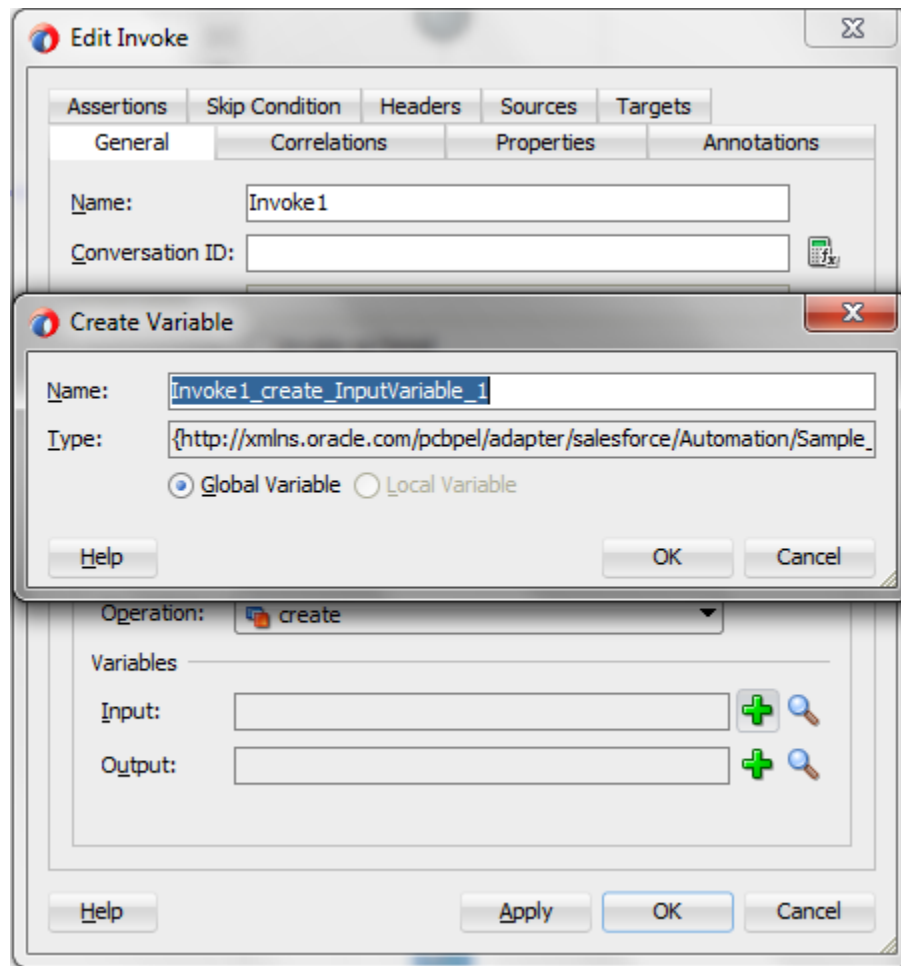 Edit Invoke
Assertions Skip Condition Headers Sources Targets
General Correlations Properties Annotations
Name: Invoke1
Conversation ID:
Create Variable
Name: Invoke1_create_InputVariable_1
Type: {http://xmlns.oracle.com/pcbpel/adapter/salesforce/Automation/Sample_
Global Variable Local Variable
Help OK Cancel
Operation: create
Variables
Input:
Output:
Help Apply OK Cancel